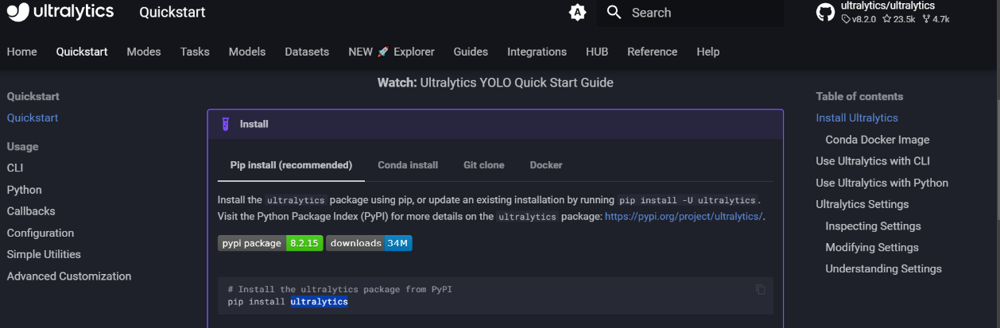 ultralytics Quickstart A Search ultralytics/ultralytics
v8.2.0 23.5k 4.7k
Home Quickstart Modes Tasks Models Datasets NEW 🚀 Explorer Guides Integrations HUB Reference Help
Watch: Ultralytics YOLO Quick Start Guide
Quickstart
Quickstart
Usage
CLI
Python
Callbacks
Configuration
Simple Utilities
Advanced Customization
Install
Pip install (recommended) Conda install Git clone Docker
Install the ultralytics package using pip, or update an existing installation by running pip install -U ultralytics.
Visit the Python Package Index (PyPI) for more details on the ultralytics package: https://pypi.org/project/ultralytics/.
pypi package 8.2.15 downloads 34M
# Install the ultralytics package from PyPI
pip install ultralytics
Table of contents
Install Ultralytics
Conda Docker Image
Use Ultralytics with CLI
Use Ultralytics with Python
Ultralytics Settings
Inspecting Settings
Modifying Settings
Understanding Settings